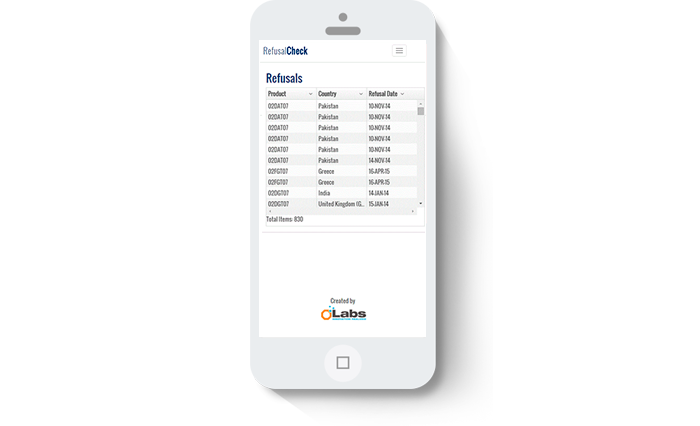 RefusalCheck
Refusals
Product Country Refusal Date
02DAT07 Pakistan 10-NOV-14
02DAT07 Pakistan 10-NOV-14
02DAT07 Pakistan 10-NOV-14
02DAT07 Pakistan 10-NOV-14
02DAT07 Pakistan 10-NOV-14
02DAT07 Pakistan 14-NOV-14
02FGT07 Greece 16-APR-15
02FGT07 Greece 16-APR-15
02DGT07 India 14-JAN-14
02DGT07 United Kingdom (G... 15-JAN-14
Total Items: 830
Created by
Labs